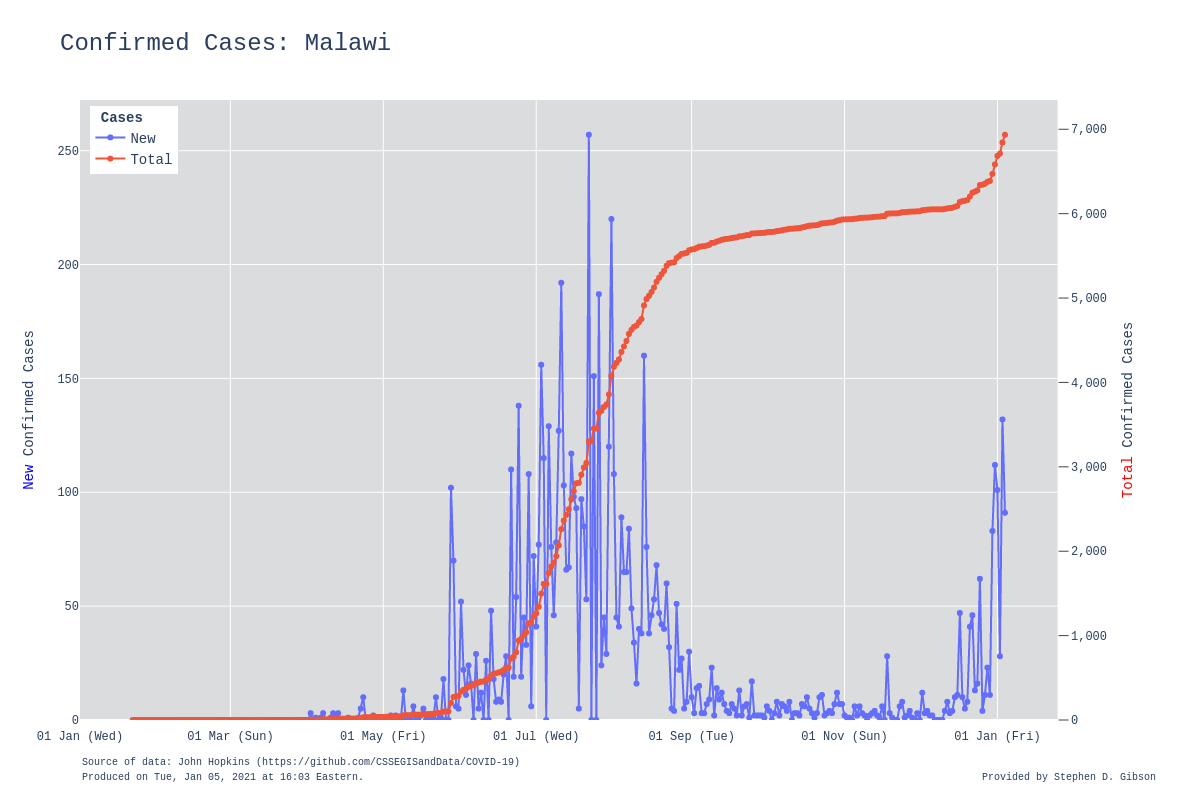 Confirmed Cases: Malawi
Cases
New
Total
250
200
150
100
50
0
New Confirmed Cases
7,000
6,000
5,000
4,000
3,000
2,000
1,000
0
Total Confirmed Cases
01 Jan (Wed) 01 Mar (Sun) 01 May (Fri) 01 Jul (Wed) 01 Sep (Tue) 01 Nov (Sun) 01 Jan (Fri)
Source of data: John Hopkins (https://github.com/CSSEGISandData/COVID-19)
Produced on Tue, Jan 05, 2021 at 16:03 Eastern.
Provided by Stephen D. Gibson